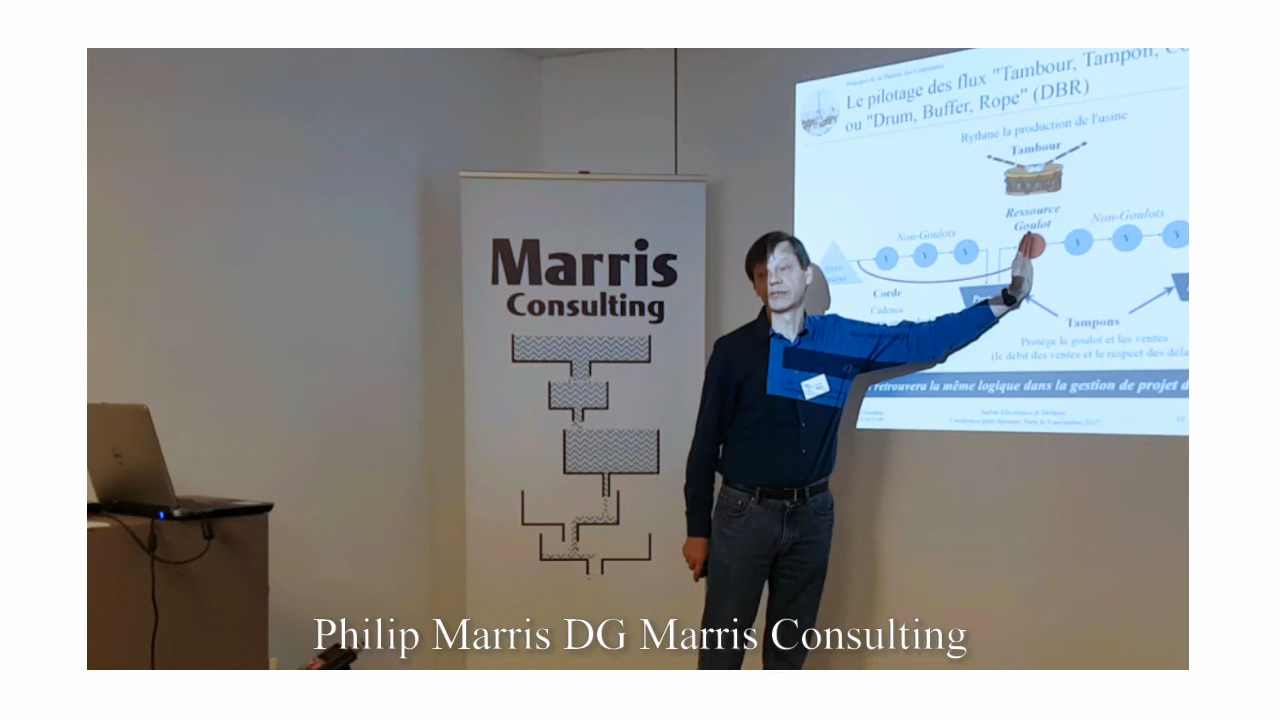 Le pilotage des flux "Tambour, Tampon,
ou "Drum, Buffer, Rope" (DBR)
Rythme la production de l'usine
Tambour
Ressource
Goulot
Non-Goulots
Non-Goulots
Y Y Y Y Y Y
Corde
Cadence
Tampons
Protège le goulot et les ventes
(le débit des ventes et le respect des
retrouvera la même logique dans la gestion de projet
Marris
Consulting
Philip Marris DG Marris Consulting